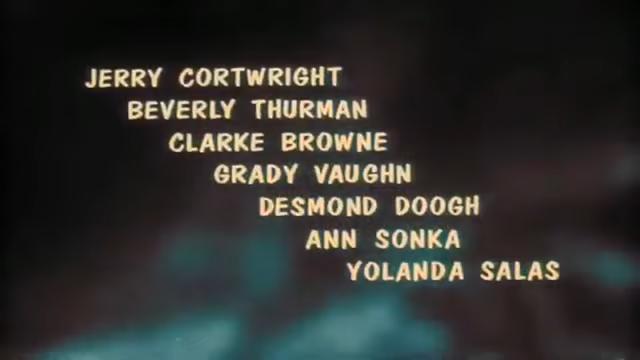 JERRY CORTWRIGHT
BEVERLY THURMAN
CLARKE BROWNE
GRADY VAUGHN
DESMOND DOOGH
ANN SONKA
YOLANDA SALAS